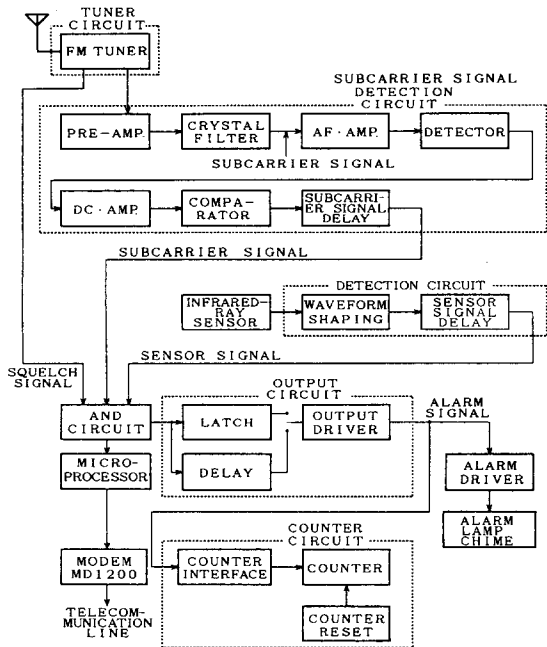 TUNER
CIRCUIT
FM TUNER
SUBCARRIER SIGNAL
DETECTION
CIRCUIT
PRE-AMP.
CRYSTAL
FILTER
AF·AMP.
DETECTOR
SUBCARRIER SIGNAL
DC·AMP.
COMPA-
RATOR
SUBCARRI-
ER SIGNAL
DELAY
SUBCARRIER SIGNAL
DETECTION CIRCUIT
INFRARED-
RAY
SENSOR
WAVEFORM
SHAPING
SENSOR
SIGNAL
DELAY
SENSOR SIGNAL
SQUELCH
SIGNAL
OUTPUT
CIRCUIT
ALARM
SIGNAL
AND
CIRCUIT
LATCH
OUTPUT
DRIVER
MICRO-
PROCESSOR
DELAY
ALARM
DRIVER
ALARM
LAMP
CHIME
COUNTER
CIRCUIT
MODEM
MD1200
COUNTER
INTERFACE
COUNTER
TELECOM-
MUNICATION
LINE
COUNTER
RESET